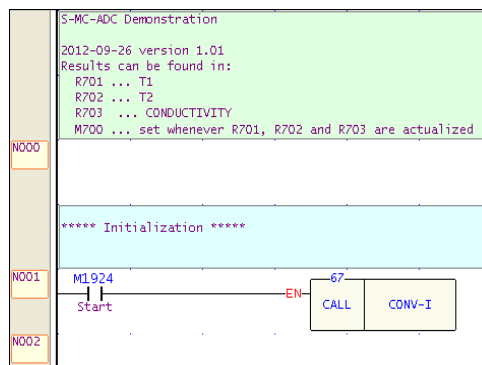 S-MC-ADC Demonstration
2012-09-26 version 1.01
Results can be found in:
R701 ... T1
R702 ... T2
R703 ... CONDUCTIVITY
M700 ... set whenever R701, R702 and R703 are actualized
N000
***** Initialization *****
N001
M1924
Start
EN
67
CALL
CONV-I
N002